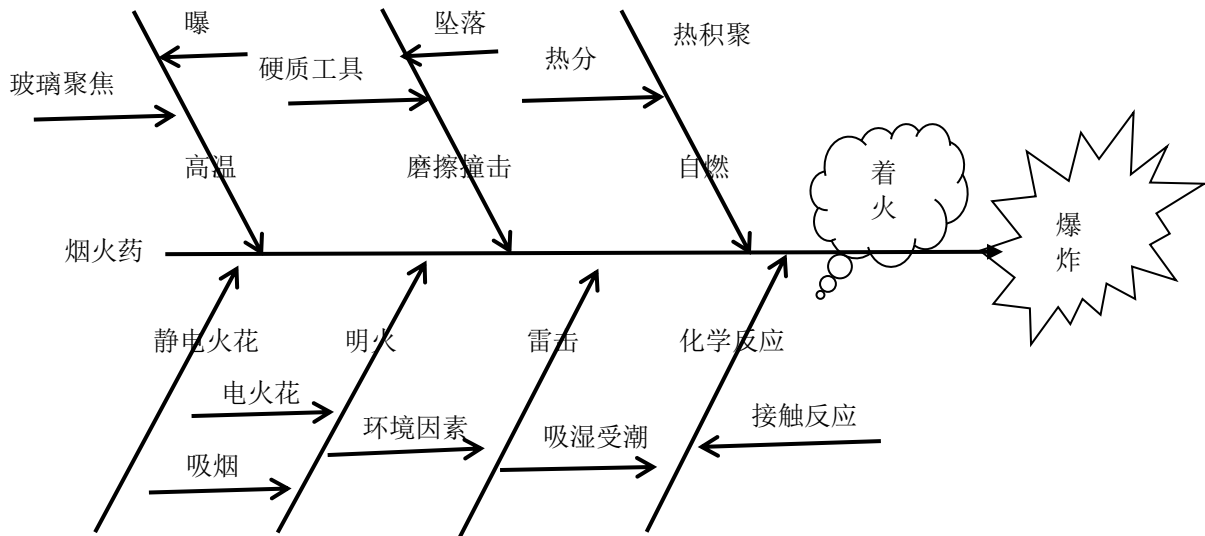 曝
坠落
热积聚
玻璃聚焦
硬质工具
热分
高温
磨擦撞击
自燃
着
火
烟火药
爆
炸
静电火花
明火
雷击
化学反应
电火花
环境因素
吸湿受潮
接触反应
吸烟